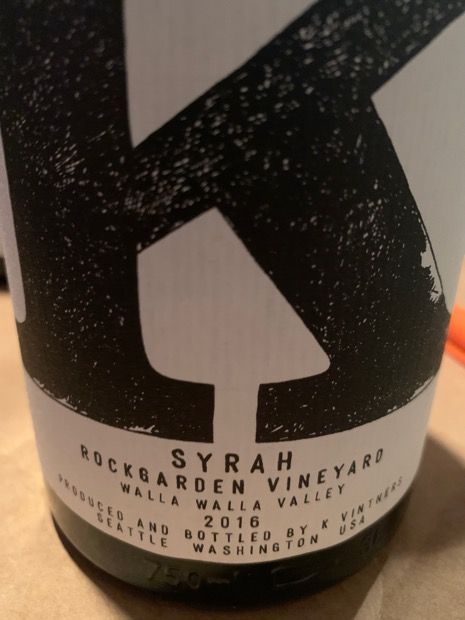 K
SYRAH
ROCKGARDEN VINEYARD
WALLA WALLA VALLEY
2016
PRODUCED AND BOTTLED BY K VINTNERS
SEATTLE WASHINGTON USA
750